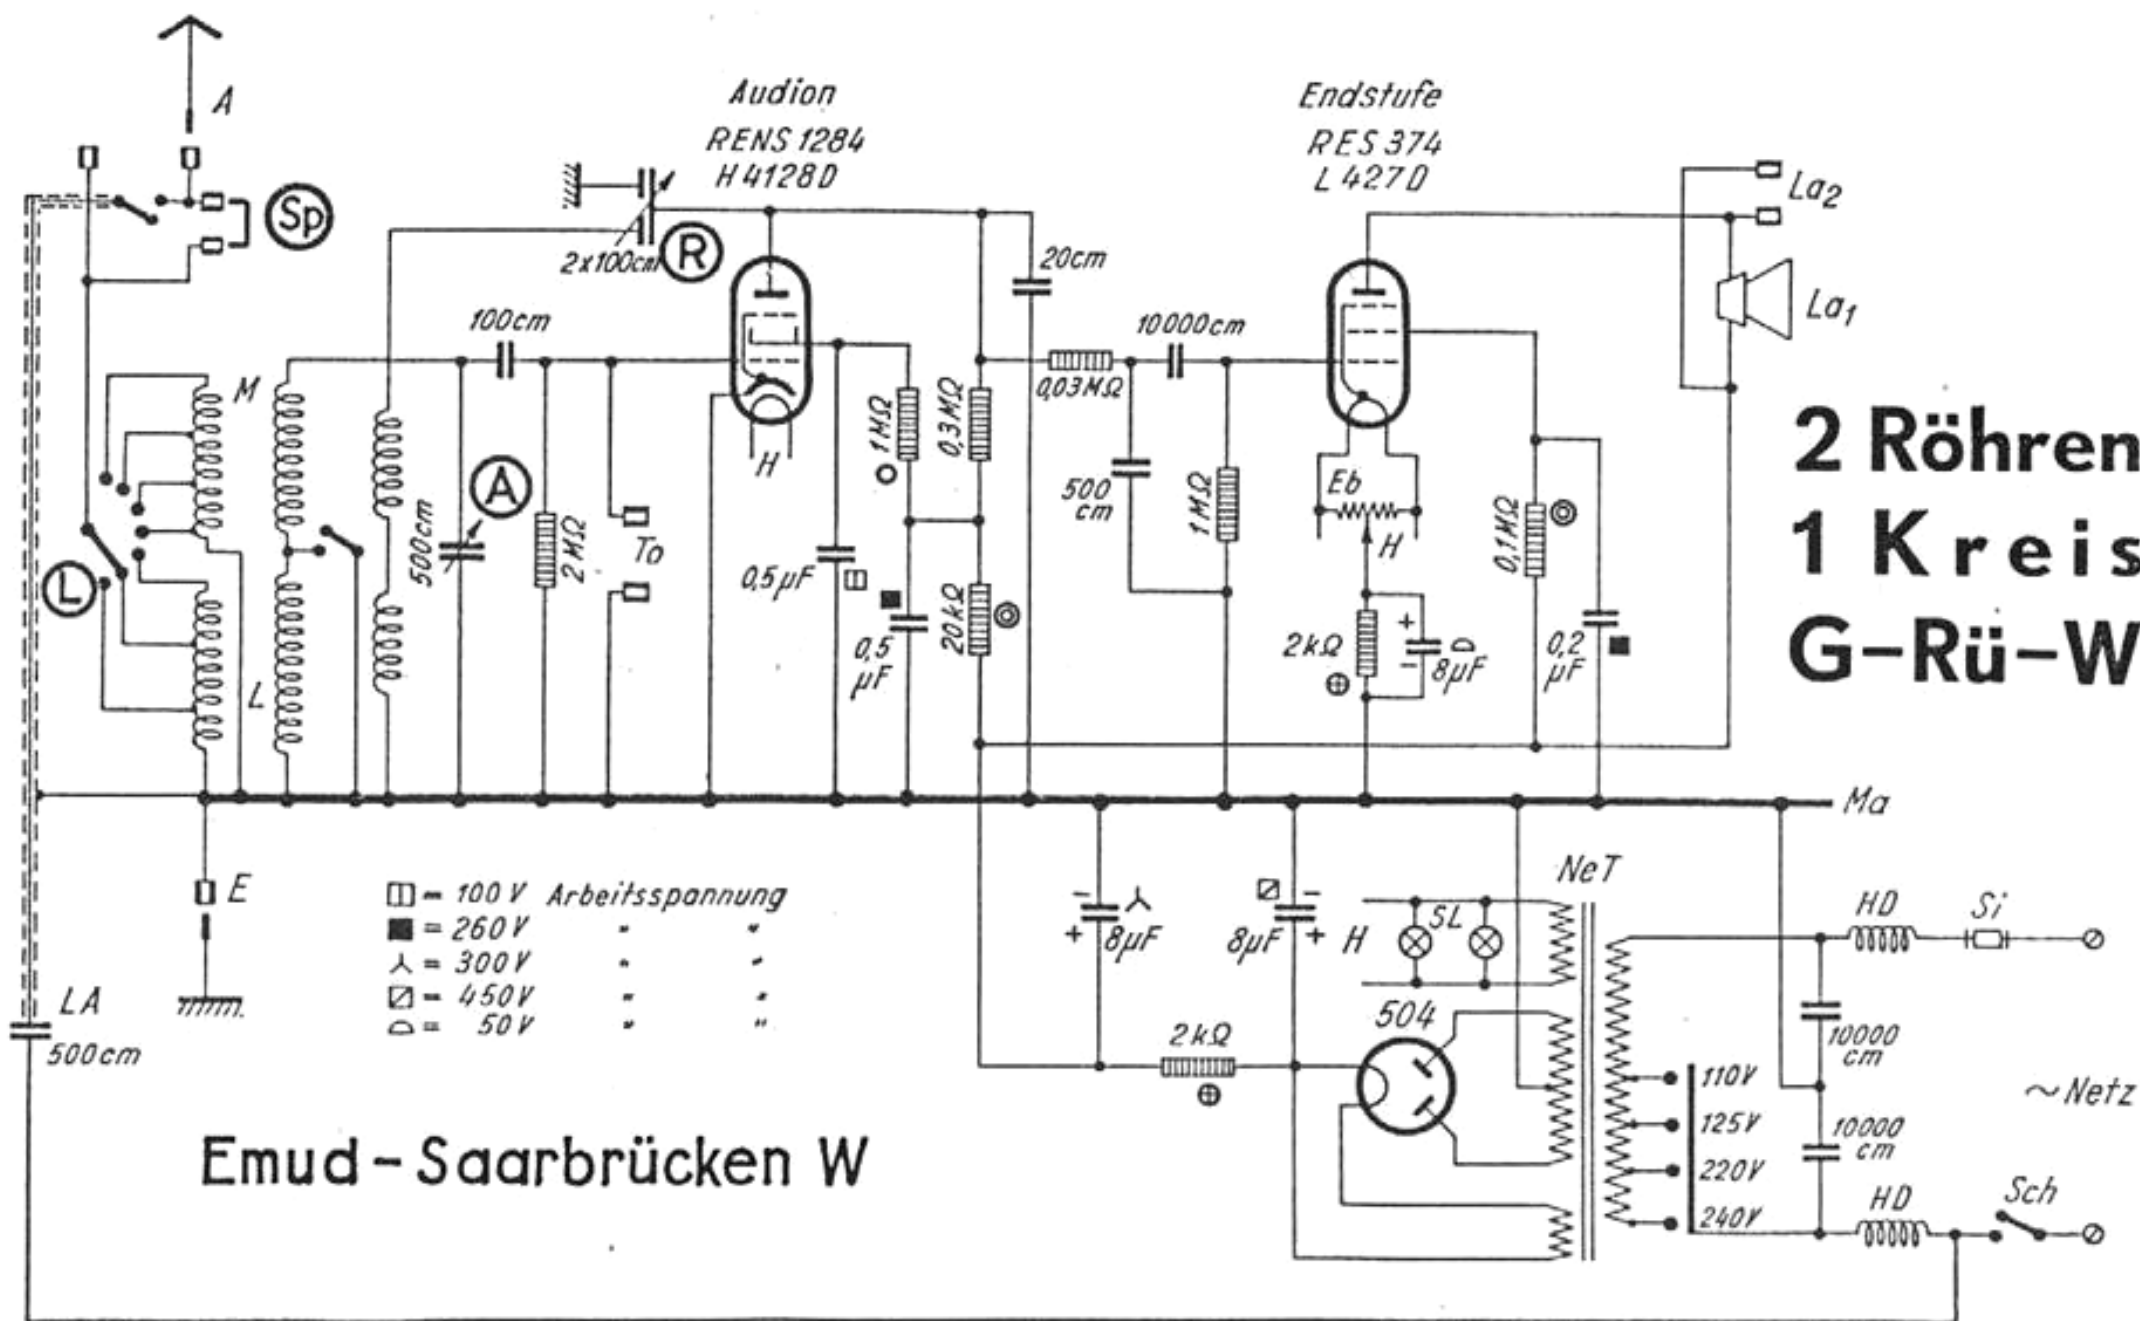 A
Sp
Audion
RENS 1284
H 4128 D
Endstufe
RES 374
L 427 D
La2
La1
2x100cm
R
20cm
100cm
10000cm
M
A
500cm
2MΩ
To
H
1MΩ
0,3MΩ
0,03MΩ
500
cm
1MΩ
Eb
H
0,1MΩ
L
L
0,5µF
0,5
µF
20kΩ
2kΩ
+
-
8µF
0,2
µF
2 Röhren
1 Kreis
G-Rü-W
Ma
E
LA
500cm
= 100V Arbeitsspannung
= 260V " "
= 300V " "
= 450V " "
= 50V " "
-
+
8µF
-
8µF
+
H
SL
NeT
HD
Si
2kΩ
504
10000
cm
110V
125V
220V
240V
10000
cm
~Netz
HD
Sch
Emud-Saarbrücken W